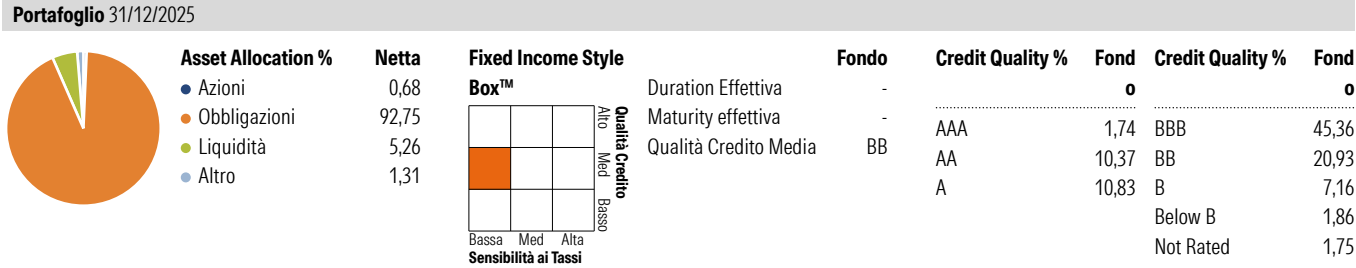 Portafoglio 31/12/2025
Asset Allocation % Netta
Azioni 0,68
Obbligazioni 92,75
Liquidità 5,26
Altro 1,31
Fixed Income Style
Box™
Alto Med Basso
Qualità Credito
Bassa Med Alta
Sensibilità ai Tassi
Fondo
Duration Effettiva -
Maturity effettiva -
Qualità Credito Media BB
Credit Quality % Fond
o
AAA 1,74
AA 10,37
A 10,83
Credit Quality % Fond
o
BBB 45,36
BB 20,93
B 7,16
Below B 1,86
Not Rated 1,75